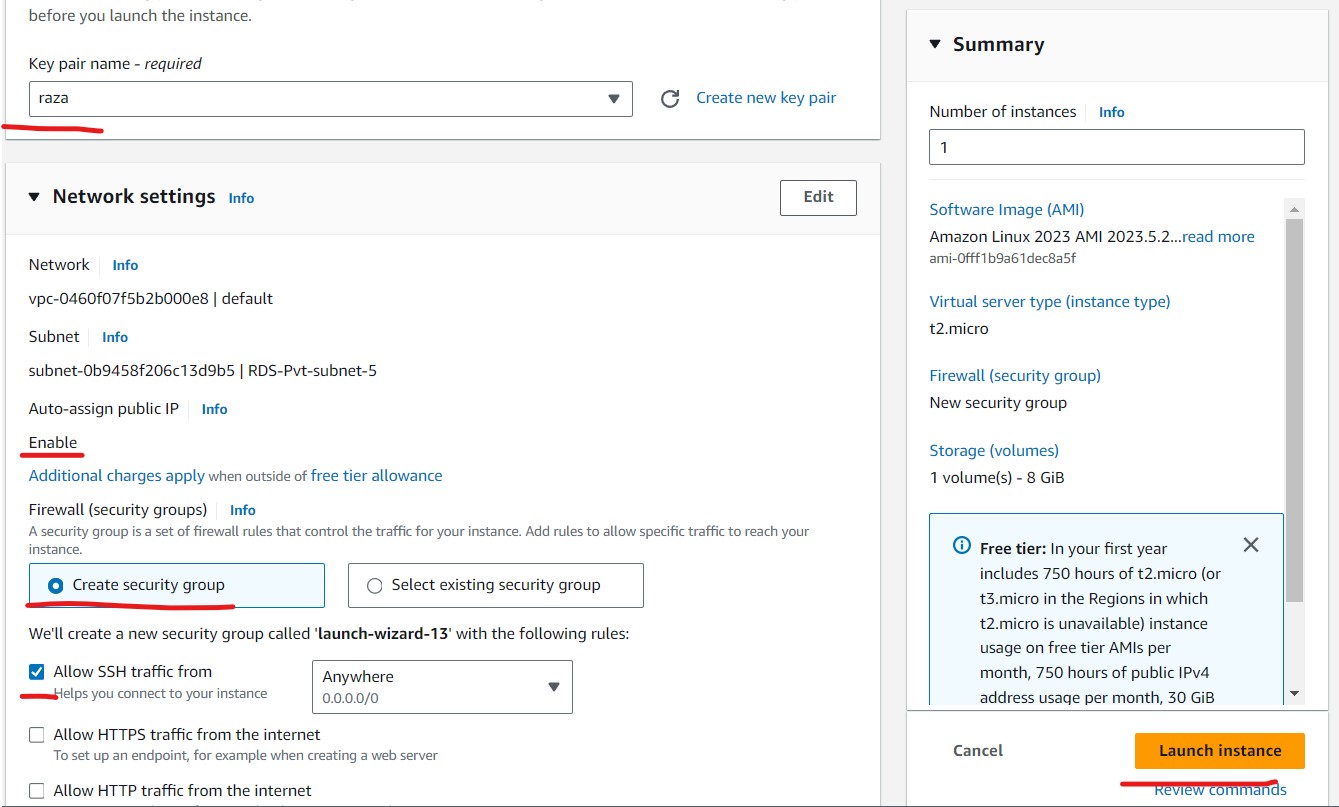 before you launch the instance.
Key pair name - required
raza
Create new key pair
Network settings Info
Edit
Network Info
vpc-0460f07f5b2b000e8 | default
Subnet Info
subnet-0b9458f206c13d9b5 | RDS-Pvt-subnet-5
Auto-assign public IP Info
Enable
Additional charges apply when outside of free tier allowance
Firewall (security groups) Info
A security group is a set of firewall rules that control the traffic for your instance. Add rules to allow specific traffic to reach your
instance.
Create security group
Select existing security group
We'll create a new security group called 'launch-wizard-13' with the following rules:
Allow SSH traffic from
Helps you connect to your instance
Anywhere
0.0.0.0/0
Allow HTTPS traffic from the internet
To set up an endpoint, for example when creating a web server
Allow HTTP traffic from the internet
Summary
Number of instances Info
1
Software Image (AMI)
Amazon Linux 2023 AMI 2023.5.2...read more
ami-0fff1b9a61dec8a5f
Virtual server type (instance type)
t2.micro
Firewall (security group)
New security group
Storage (volumes)
1 volume(s) - 8 GiB
Free tier: In your first year
includes 750 hours of t2.micro (or
t3.micro in the Regions in which
t2.micro is unavailable) instance
usage on free tier AMIs per
month, 750 hours of public IPv4
address usage per month, 30 GiB
Cancel
Launch instance
Review commands